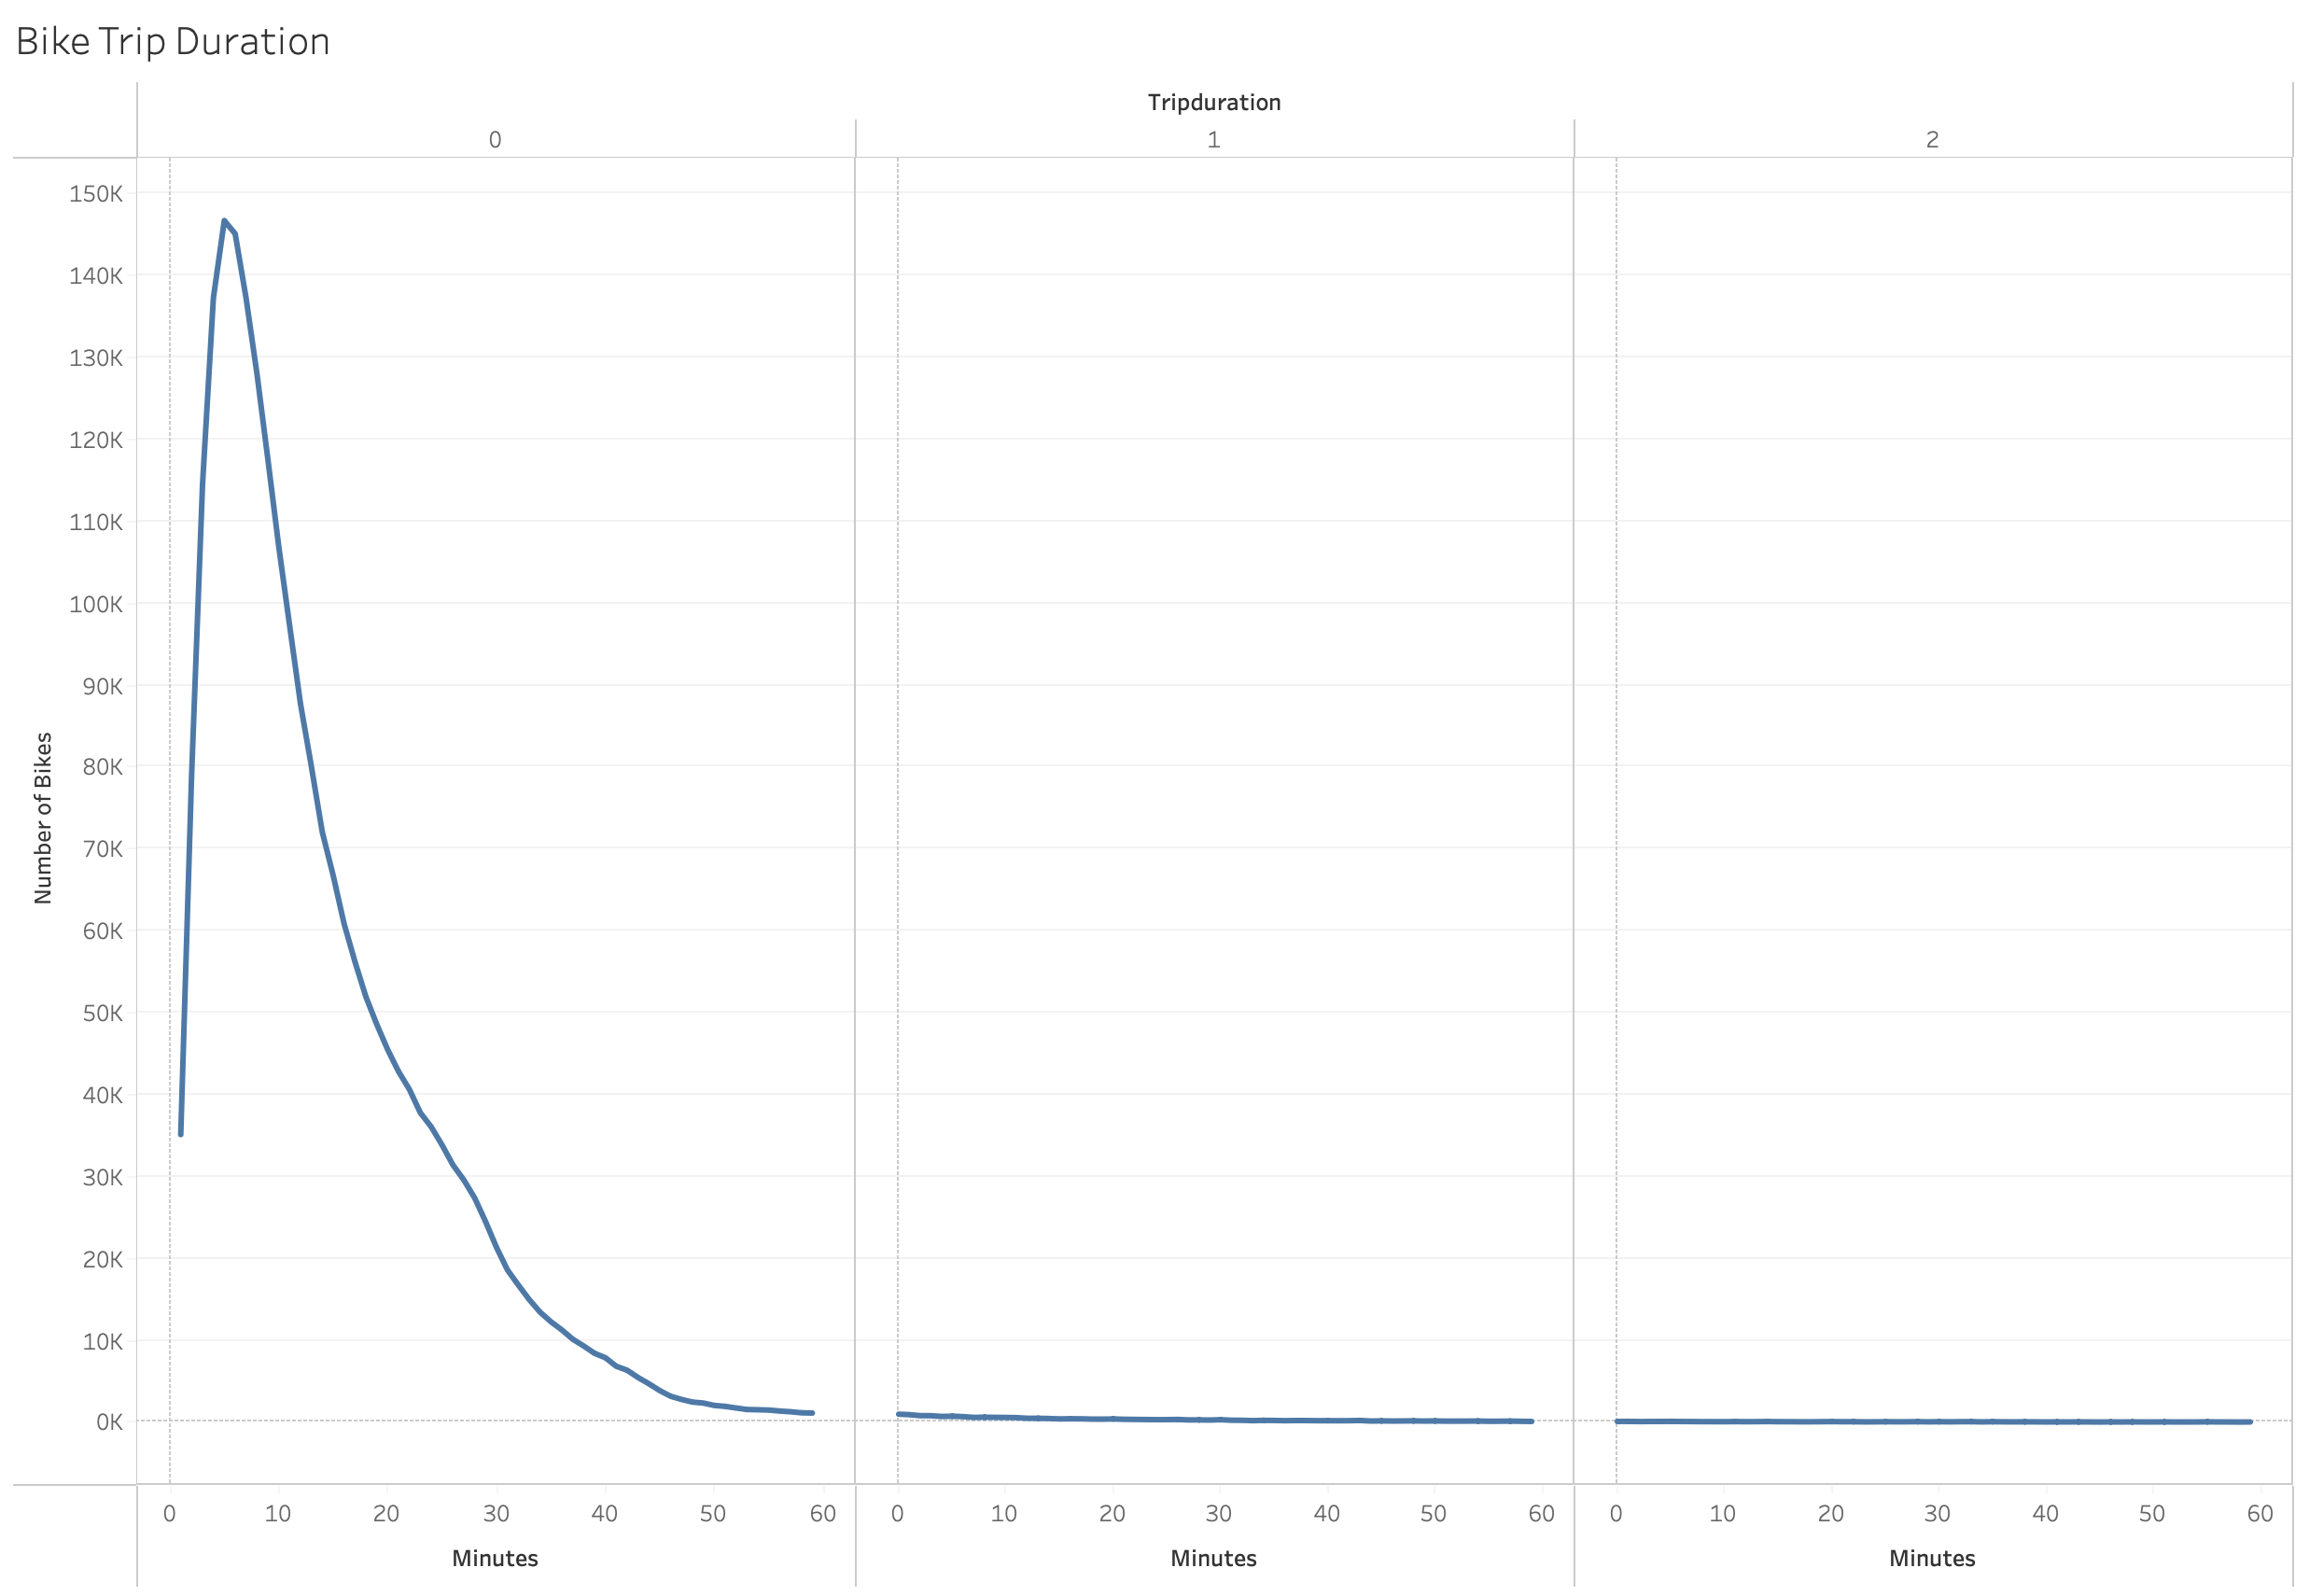 Bike Trip Duration
Tripduration
0 1 2
150K
140K
130K
120K
110K
100K
90K
80K
70K
60K
50K
40K
30K
20K
10K
0K
Number of Bikes
0 10 20 30 40 50 60 0 10 20 30 40 50 60 0 10 20 30 40 50 60
Minutes Minutes Minutes